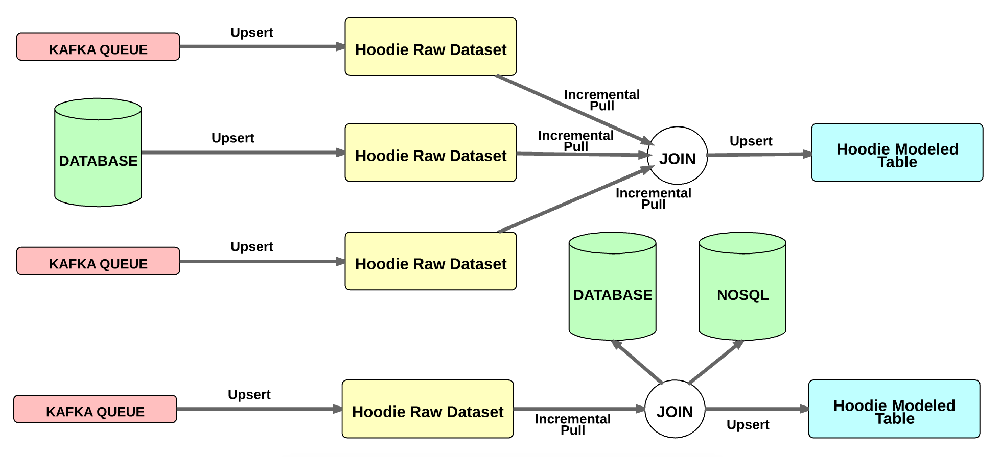 Upsert
KAFKA QUEUE
Hoodie Raw Dataset
Incremental
Pull
DATABASE
Upsert
Hoodie Raw Dataset
Incremental
Pull
JOIN
Upsert
Hoodie Modeled
Table
Incremental
Pull
KAFKA QUEUE
Upsert
Hoodie Raw Dataset
DATABASE
NOSQL
KAFKA QUEUE
Upsert
Hoodie Raw Dataset
Incremental
Pull
JOIN
Upsert
Hoodie Modeled
Table